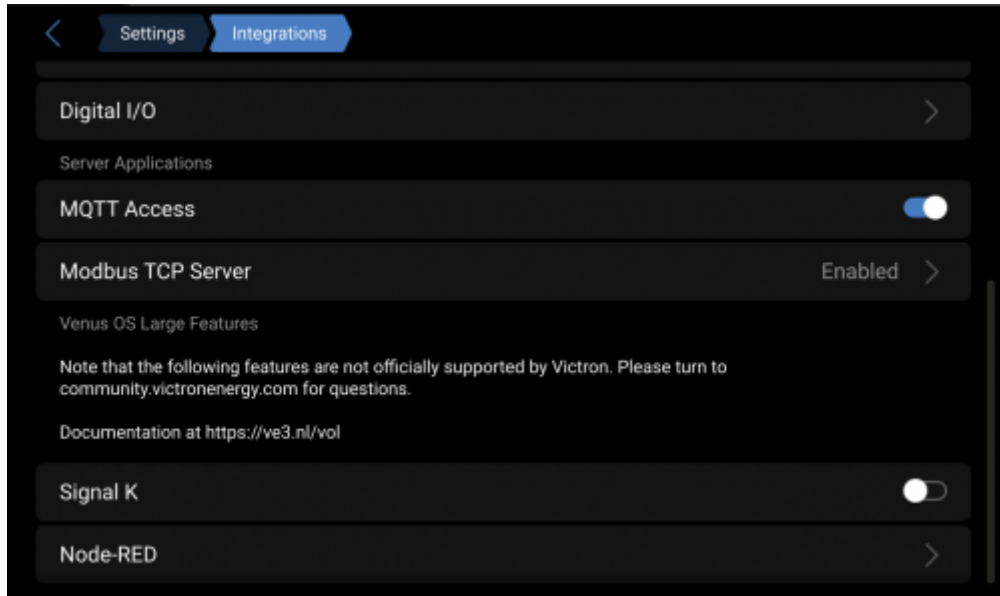 Settings
Integrations
Digital I/O
Server Applications
MQTT Access
Modbus TCP Server
Enabled
Venus OS Large Features
Note that the following features are not officially supported by Victron. Please turn to
community.victronenergy.com for questions.
Documentation at https://ve3.nl/vol
Signal K
Node-RED